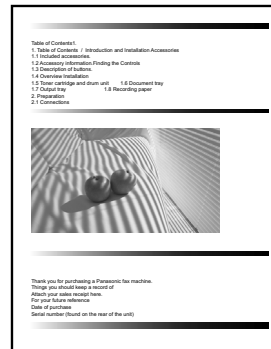 Table of Contents1.
1. Table of Contents / Introduction and Installation Accessories
1.1 Included accessories.
1.2 Accessory information.Finding the Controls
1.3 Description of buttons.
1.4 Overview Installation
1.5 Toner cartridge and drum unit 1.6 Document tray
1.7 Output tray 1.8 Recording paper
2. Preparation
2.1 Connections
Thank you for purchasing a Panasonic fax machine.
Things you should keep a record of
Attach your sales receipt here.
For your future reference
Date of purchase
Serial number (found on the rear of the unit)